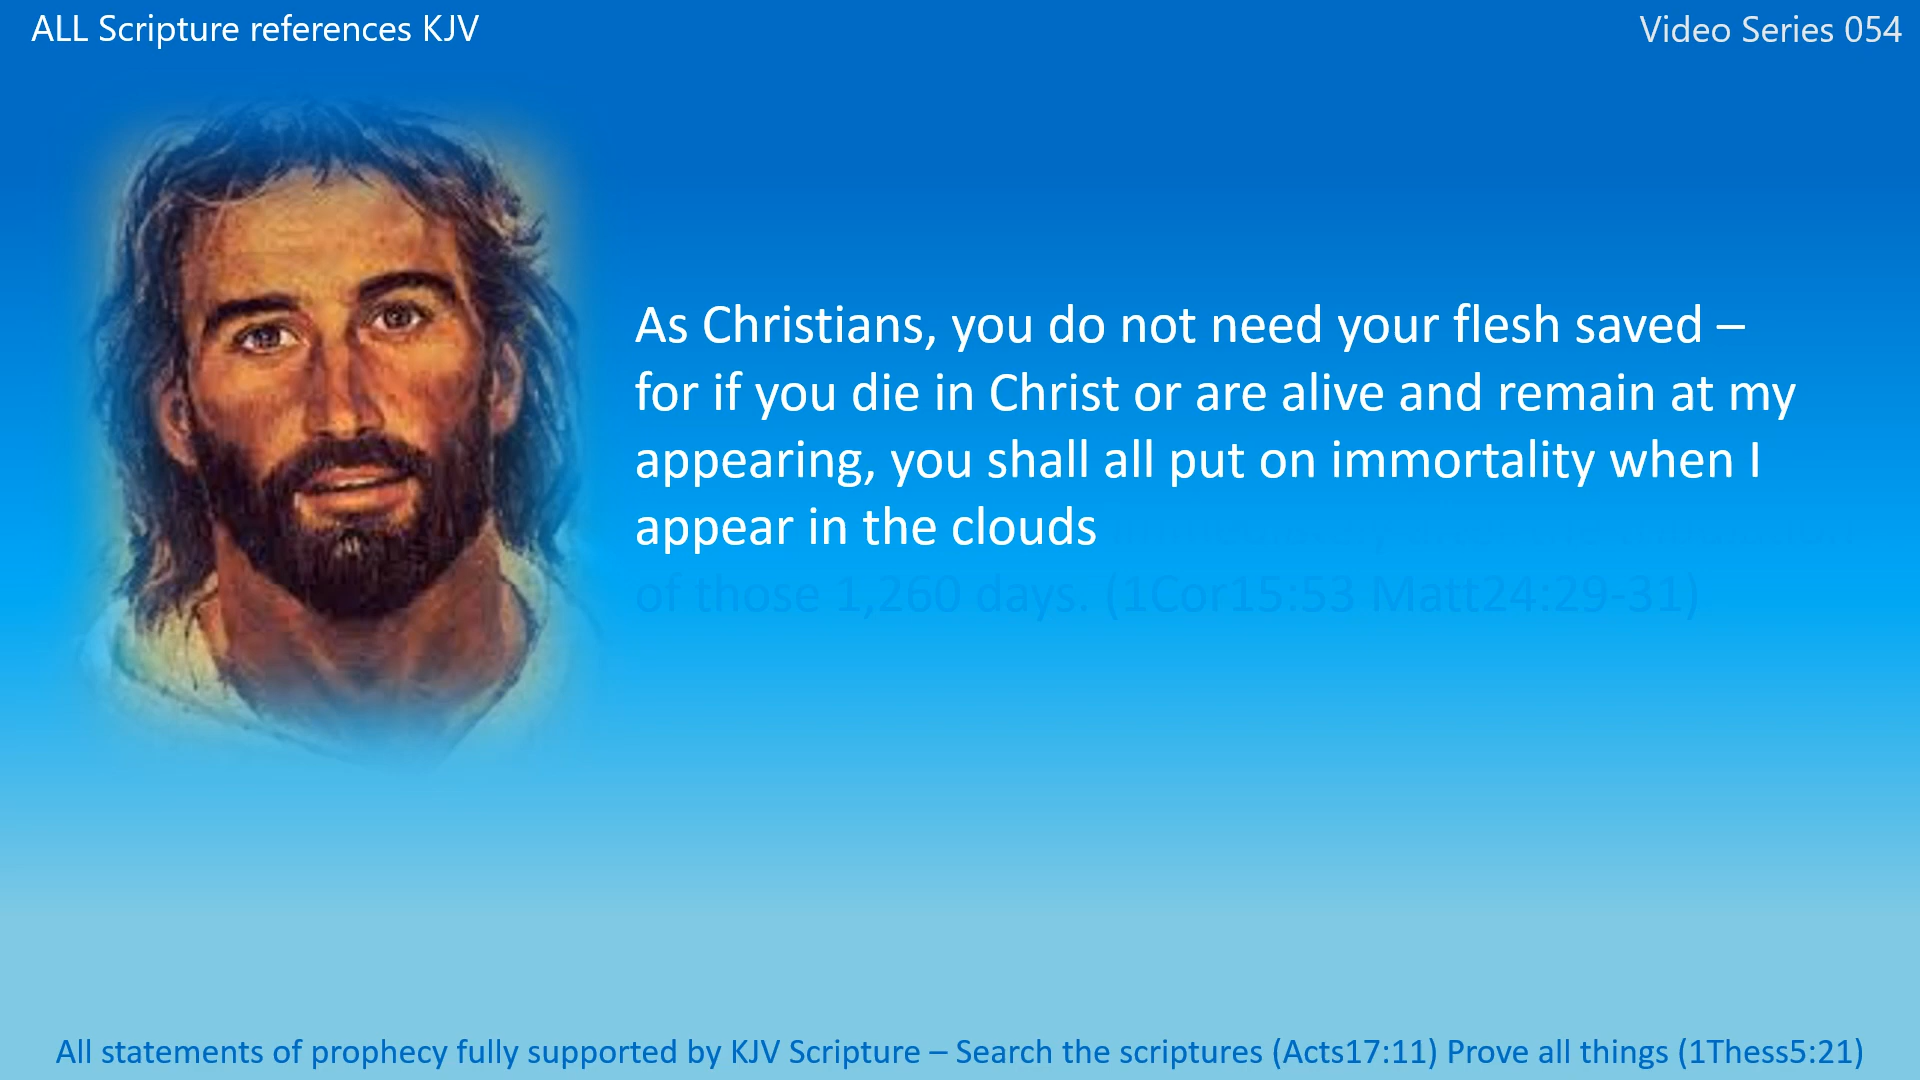 ALL Scripture references KJV
Video Series 054
As Christians, you do not need your flesh saved –
for if you die in Christ or are alive and remain at my
appearing, you shall all put on immortality when I
appear in the clouds
of those 1,260 days. (1Cor15:53 Matt24:29-31)
All statements of prophecy fully supported by KJV Scripture – Search the scriptures (Acts17:11) Prove all things (1Thess5:21)